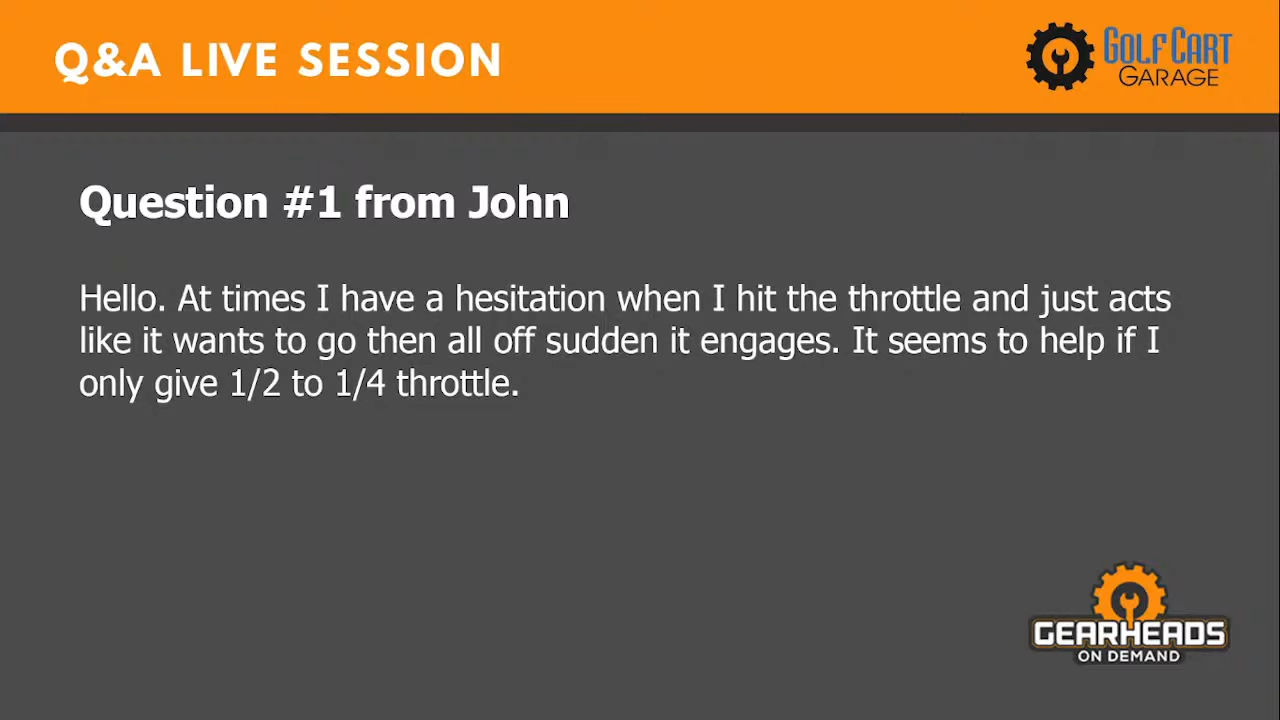 Q&A LIVE SESSION
GOLF CART
GARAGE
Question #1 from John
Hello. At times I have a hesitation when I hit the throttle and just acts
like it wants to go then all off sudden it engages. It seems to help if I
only give 1/2 to 1/4 throttle.
GEARHEADS
ON DEMAND